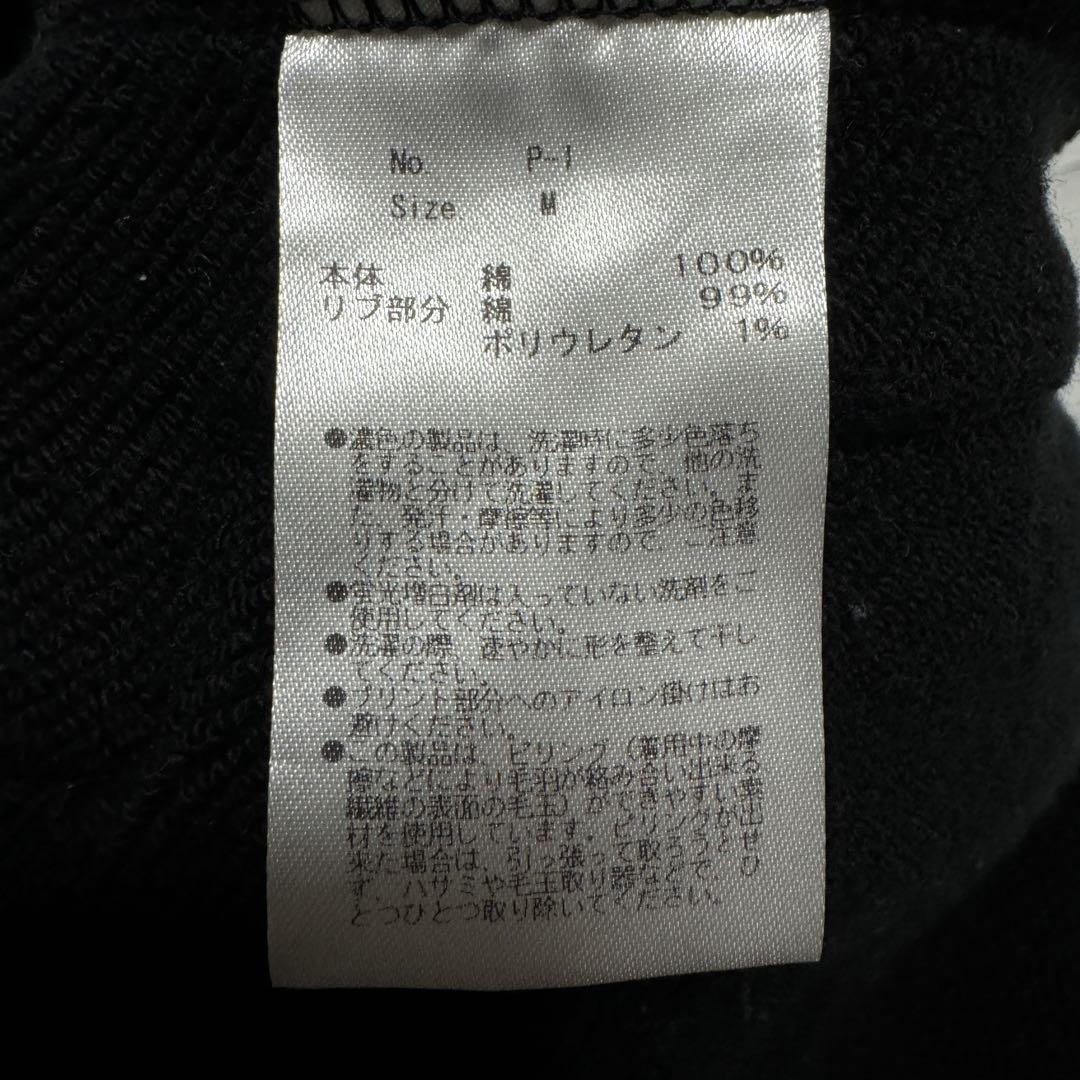 No. P-1
Size M
本体 綿 100%
リブ部分 綿 99%
ポリウレタン 1%
●濃色の製品は、洗濯時に多少色落ち
をすることがありますので、他の洗
濯物と分けて洗濯してください。ま
た、発汗・摩擦等により多少の色移
りする場合がありますので、ご注意
ください。
●蛍光増白剤は入っていない洗剤をご
使用してください。
●洗濯の際、速やかに形を整えて干し
てください。
●プリント部分へのアイロン掛けはお
避けください。
●この製品は、ピリング(着用中の摩
擦などにより毛羽が絡み合い出来る
繊維の表面の毛玉)ができやすい素
材を使用しています。ピリングが出
来た場合は、引っ張って取ろうとせ
ず、ハサミや毛玉取り器などで、ひ
とつひとつ取り除いてください。